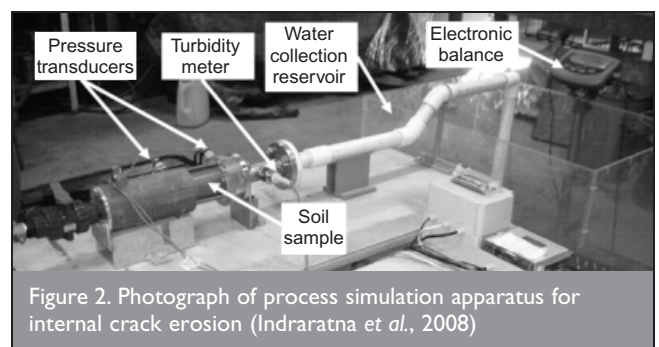 Pressure
transducers
Turbidity
meter
Water
collection
reservoir
Electronic
balance
Soil
sample
Figure 2. Photograph of process simulation apparatus for
internal crack erosion (Indraratna et al., 2008)